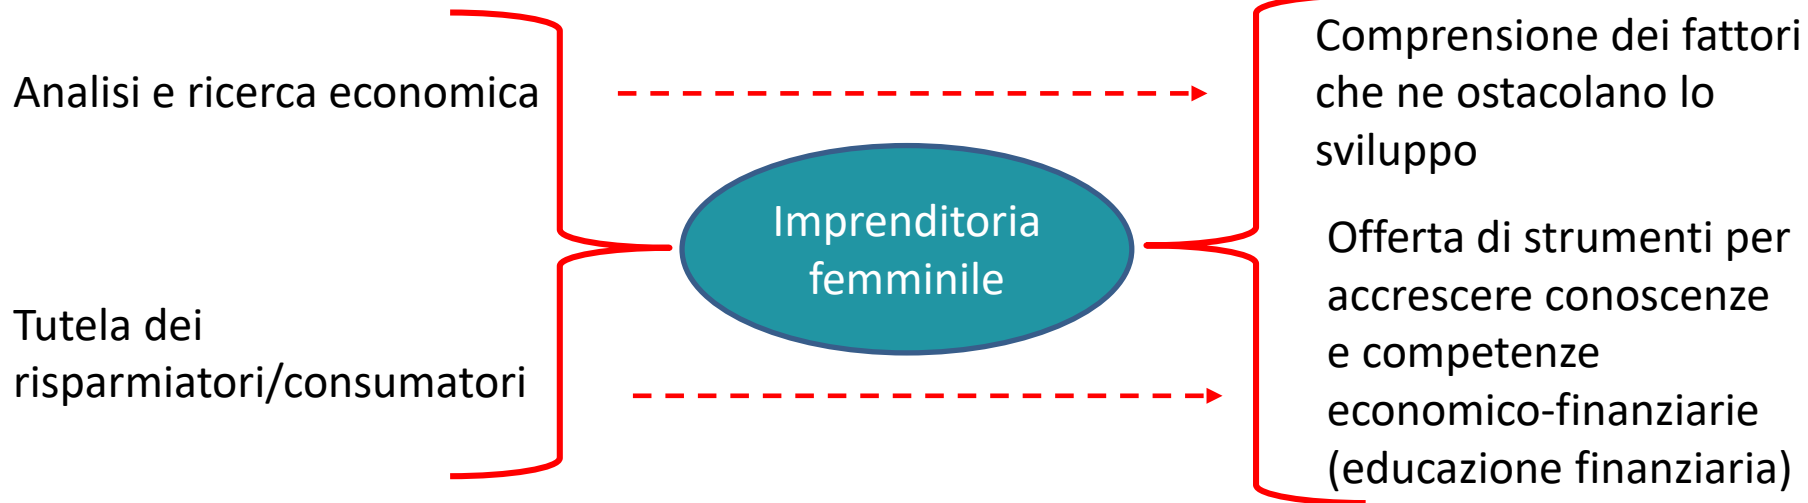 Analisi e ricerca economica
Tutela dei
risparmiatori/consumatori
Imprenditoria
femminile
Comprensione dei fattori
che ne ostacolano lo
sviluppo
Offerta di strumenti per
accrescere conoscenze
e competenze
economico-finanziarie
(educazione finanziaria)